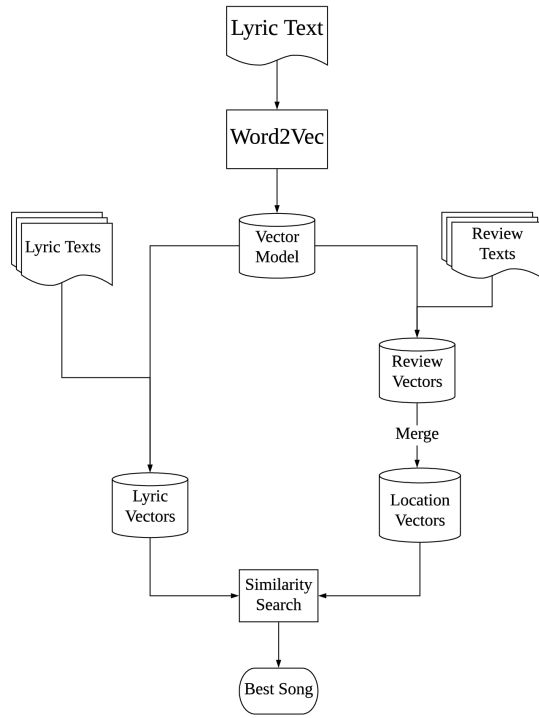 Lyric Text
Word2Vec
Vector
Model
Lyric Texts
Review
Texts
Review
Vectors
Merge
Lyric
Vectors
Location
Vectors
Similarity
Search
Best Song